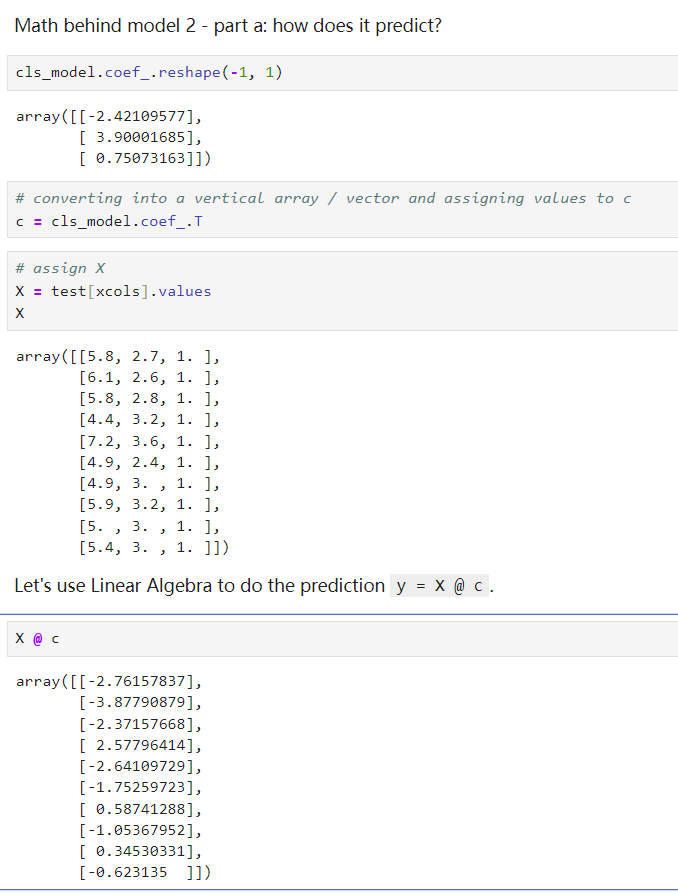 Math behind model 2 - part a: how does it predict?
cls_model.coef_.reshape(-1, 1)
array([[-2.42109577],
       [ 3.90001685],
       [ 0.75073163]])
# converting into a vertical array / vector and assigning values to c
c = cls_model.coef_.T
# assign X
X = test[xcols].values
X
array([[5.8, 2.7, 1. ],
       [6.1, 2.6, 1. ],
       [5.8, 2.8, 1. ],
       [4.4, 3.2, 1. ],
       [7.2, 3.6, 1. ],
       [4.9, 2.4, 1. ],
       [4.9, 3. , 1. ],
       [5.9, 3.2, 1. ],
       [5. , 3. , 1. ],
       [5.4, 3. , 1. ]])
Let's use Linear Algebra to do the prediction y = X @ c.
X @ c
array([[-2.76157837],
       [-3.87790879],
       [-2.37157668],
       [ 2.57796414],
       [-2.64109729],
       [-1.75259723],
       [ 0.58741288],
       [-1.05367952],
       [ 0.34530331],
       [-0.623135  ]])